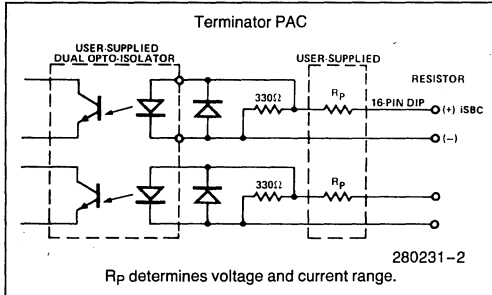 Terminator PAC
USER-SUPPLIED
DUAL OPTO-ISOLATOR
USER-SUPPLIED
RESISTOR
330Ω
RP
16-PIN DIP
(+) iSBC
(-)
330Ω
RP
280231-2
RP determines voltage and current range.